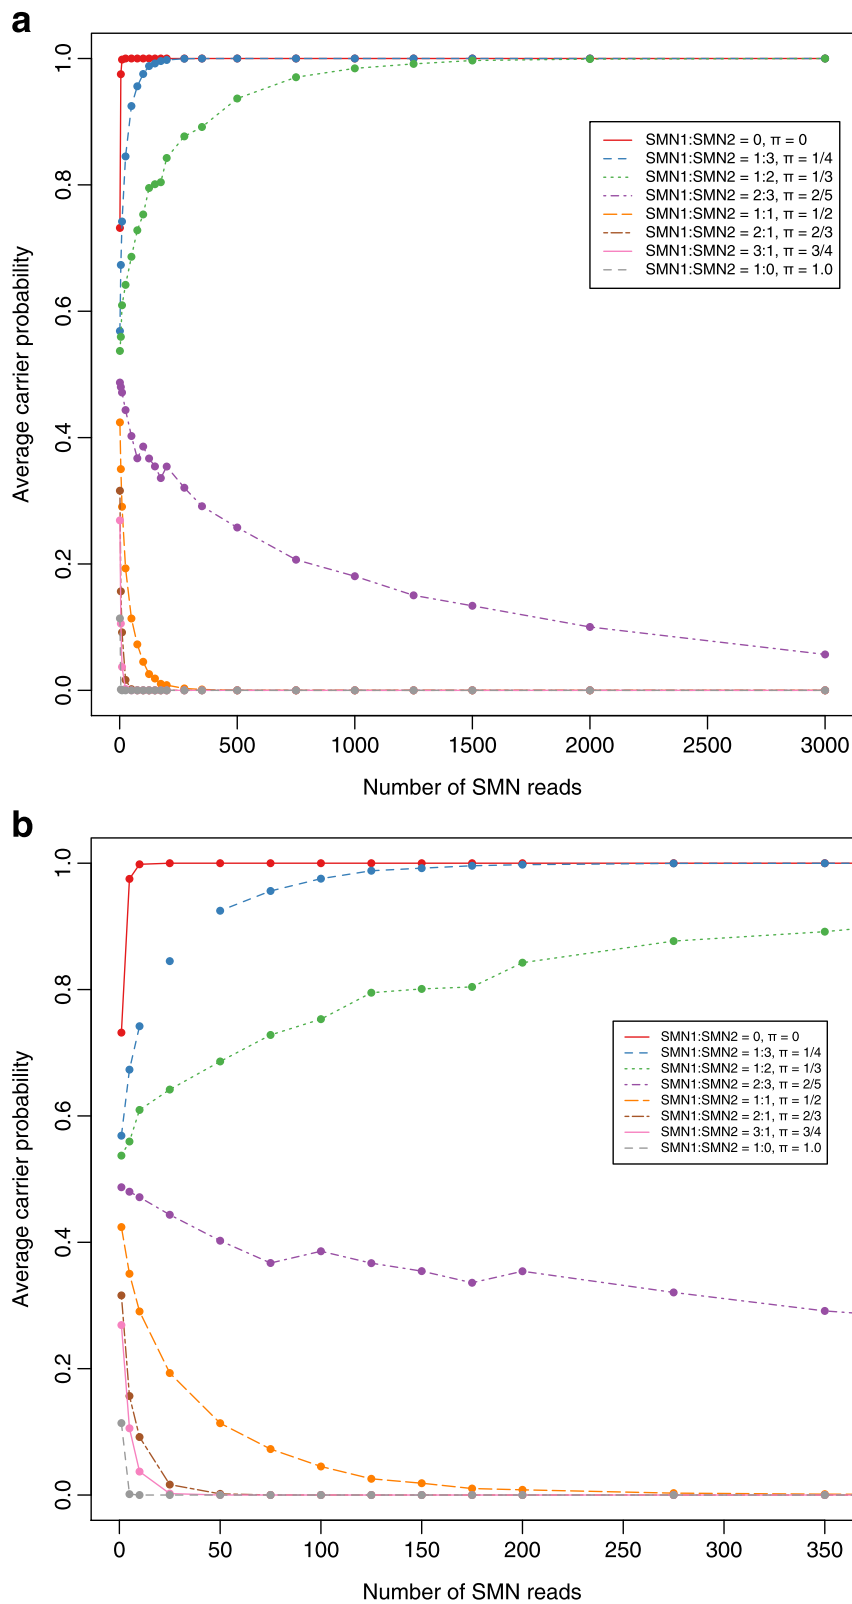 a
1.0
0.8
0.6
0.4
0.2
0.0
Average carrier probability
SMN1:SMN2 = 0, π = 0
SMN1:SMN2 = 1:3, π = 1/4
SMN1:SMN2 = 1:2, π = 1/3
SMN1:SMN2 = 2:3, π = 2/5
SMN1:SMN2 = 1:1, π = 1/2
SMN1:SMN2 = 2:1, π = 2/3
SMN1:SMN2 = 3:1, π = 3/4
SMN1:SMN2 = 1:0, π = 1.0
0 500 1000 1500 2000 2500 3000
Number of SMN reads
b
1.0
0.8
0.6
0.4
0.2
0.0
Average carrier probability
SMN1:SMN2 = 0, π = 0
SMN1:SMN2 = 1:3, π = 1/4
SMN1:SMN2 = 1:2, π = 1/3
SMN1:SMN2 = 2:3, π = 2/5
SMN1:SMN2 = 1:1, π = 1/2
SMN1:SMN2 = 2:1, π = 2/3
SMN1:SMN2 = 3:1, π = 3/4
SMN1:SMN2 = 1:0, π = 1.0
0 50 100 150 200 250 300 350
Number of SMN reads